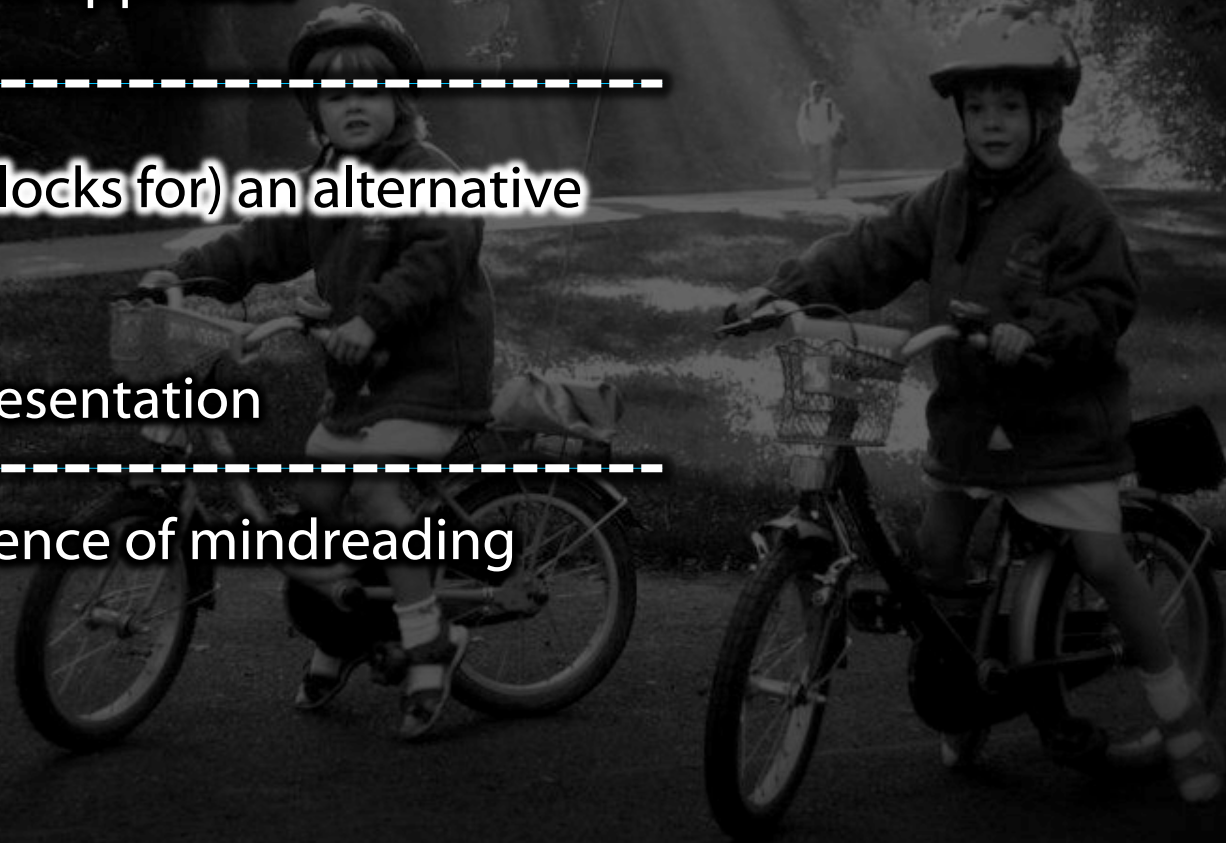 locks for) an alternative
esentation
ence of mindreading